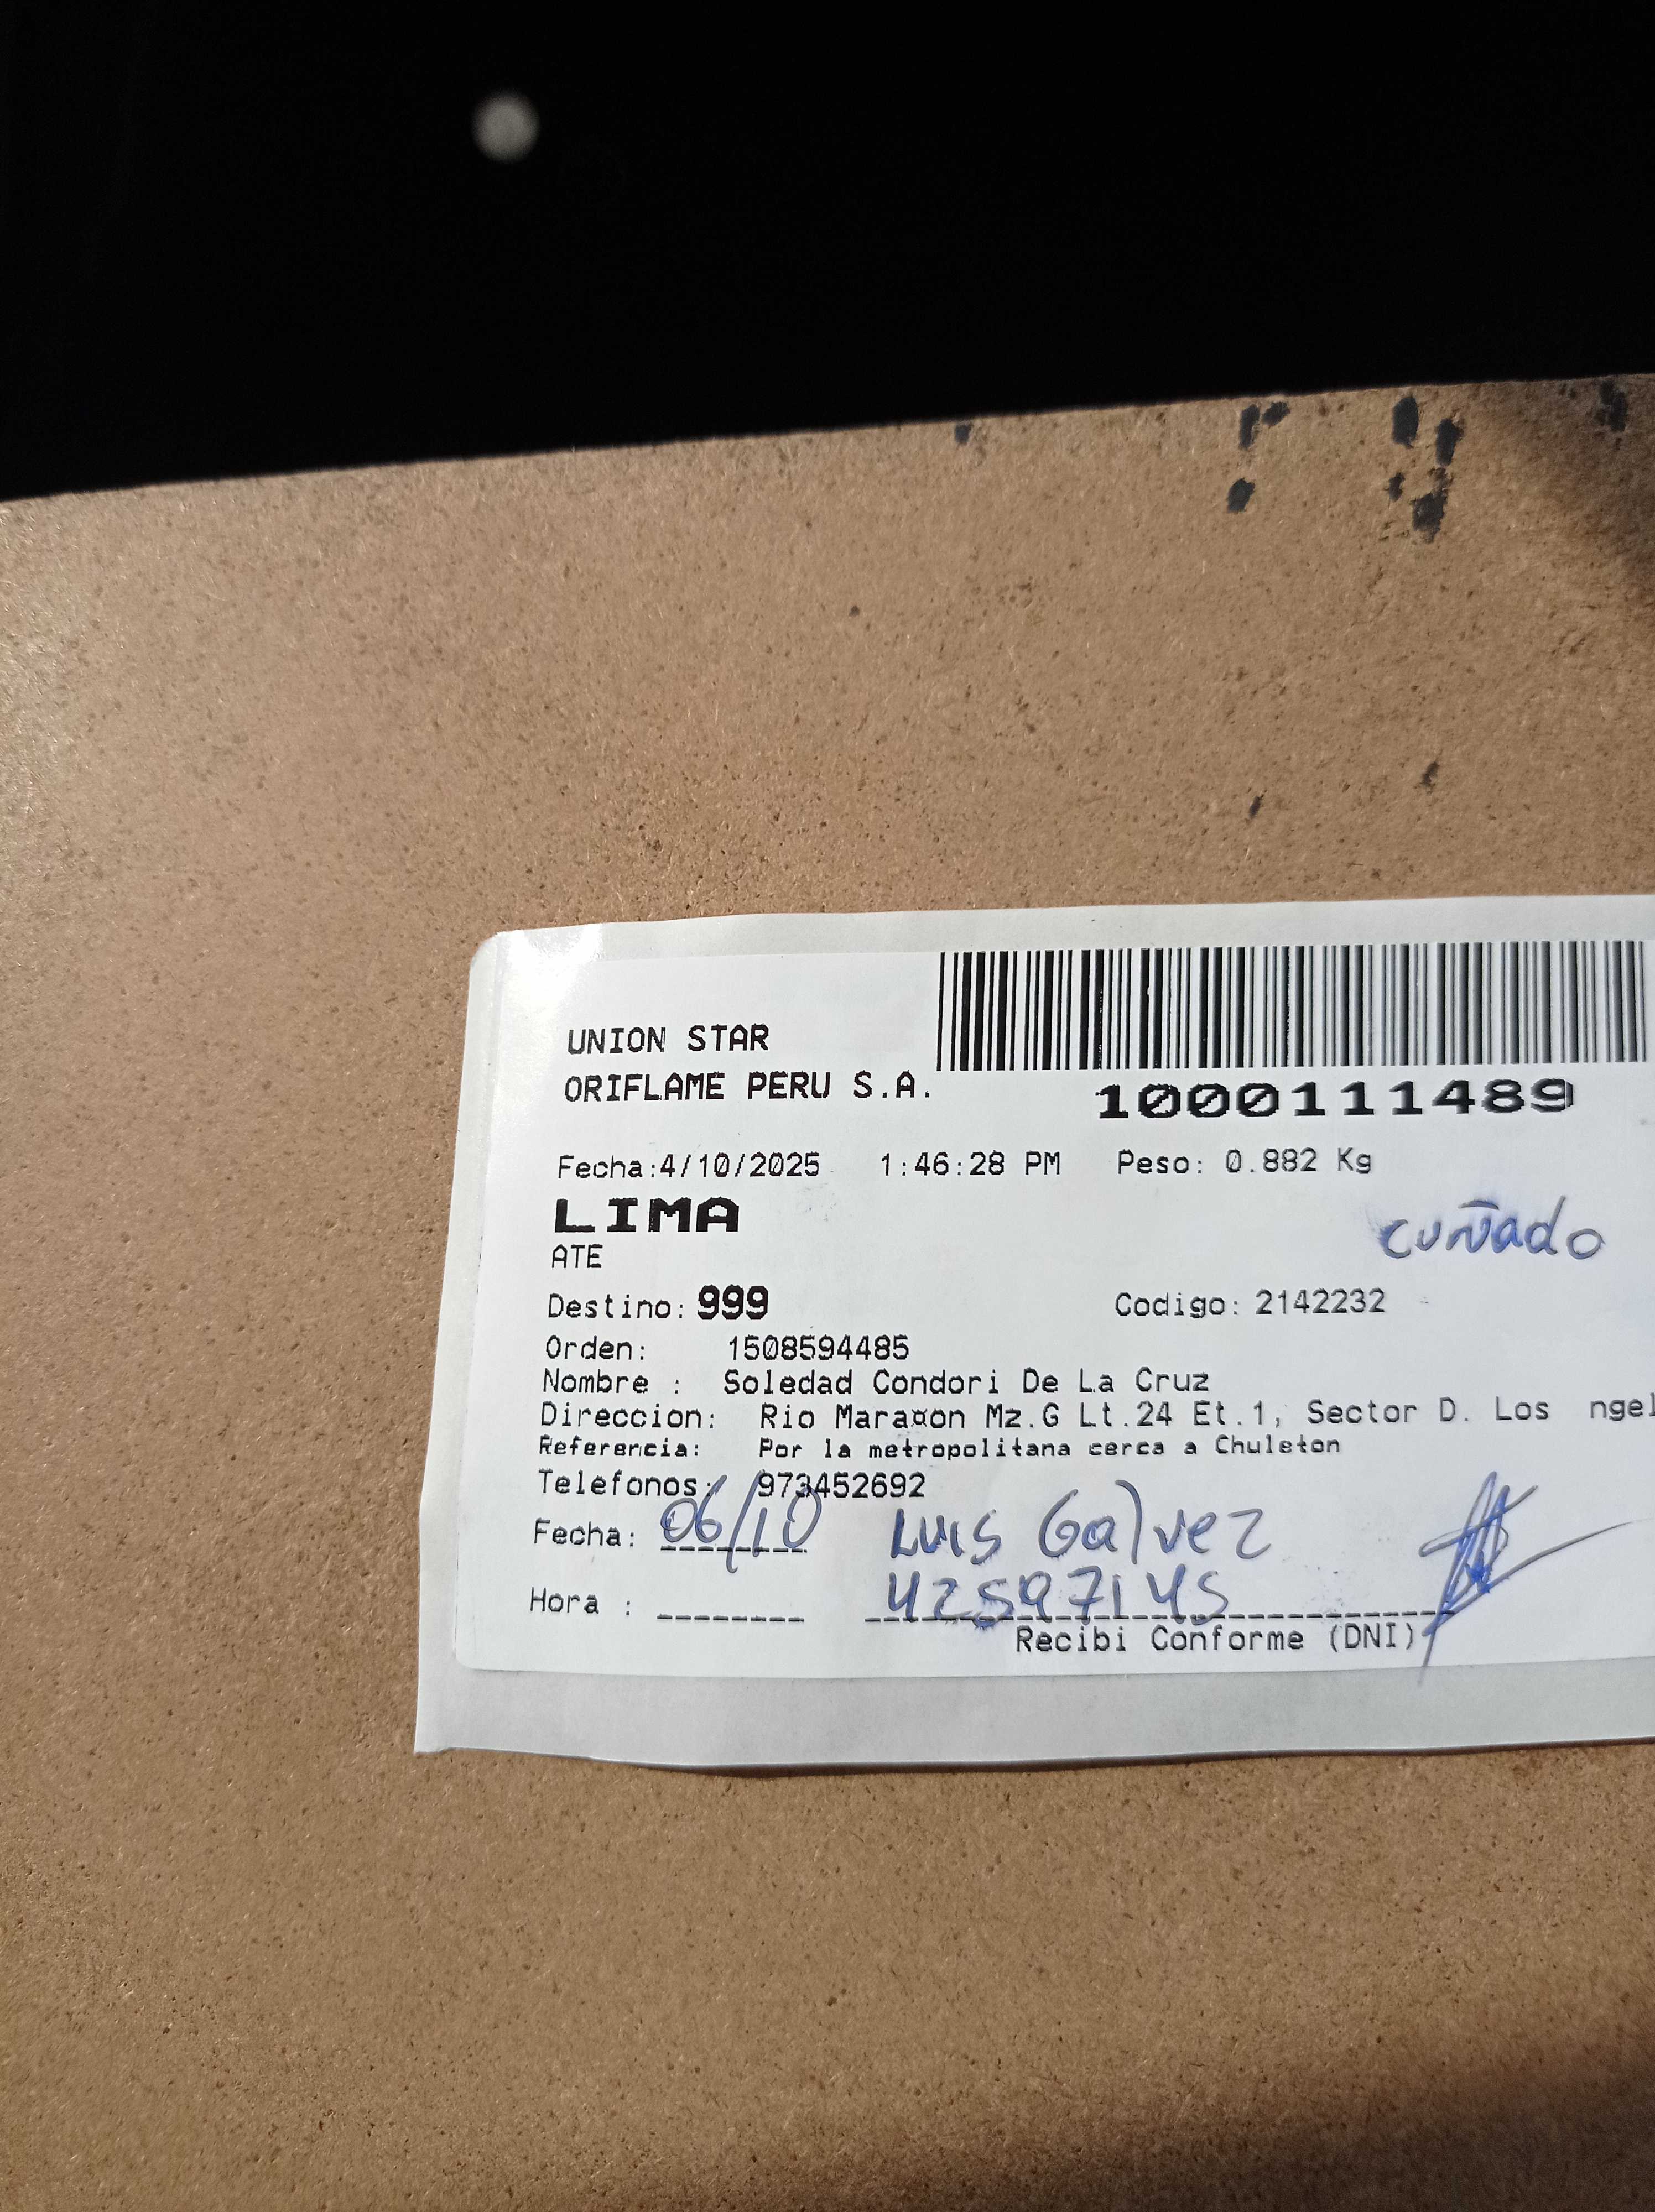 UNION STAR
ORIFLAME PERU S.A.
1000111489
Fecha:4/10/2025 1:46:28 PM Peso: 0.882 Kg
LIMA
cuñado
ATE
Destino: 999 Codigo: 2142232
Orden: 1508594485
Nombre : Soledad Condori De La Cruz
Direccion: Rio Mara¤on Mz.G Lt.24 Et.1, Sector D. Los ngel
Referencia: Por la metropolitana cerca a Chuleton
Telefonos: 973452692
Fecha: 06/10 Luis Galvez
Hora : 42597145
Recibi Conforme (DNI)